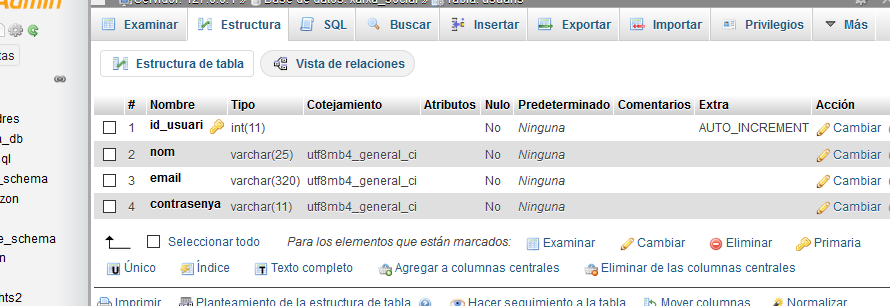 Admin
Servidor: 127.0.0.1 » Base de datos: xarxa_social » Tabla: usuaris
Examinar Estructura SQL Buscar Insertar Exportar Importar Privilegios Más
tas
Estructura de tabla Vista de relaciones
# Nombre Tipo Cotejamiento Atributos Nulo Predeterminado Comentarios Extra Acción
1 id_usuari int(11) No Ninguna AUTO_INCREMENT Cambiar
2 nom varchar(25) utf8mb4_general_ci No Ninguna Cambiar
3 email varchar(320) utf8mb4_general_ci No Ninguna Cambiar
4 contrasenya varchar(11) utf8mb4_general_ci No Ninguna Cambiar
dres
a_db
ql
_schema
zon
e_schema
n
hts2
Seleccionar todo Para los elementos que están marcados: Examinar Cambiar Eliminar Primaria
Único Índice Texto completo Agregar a columnas centrales Eliminar de las columnas centrales
Imprimir Planteamiento de la estructura de tabla Hacer seguimiento a la tabla Mover columnas Normalizar